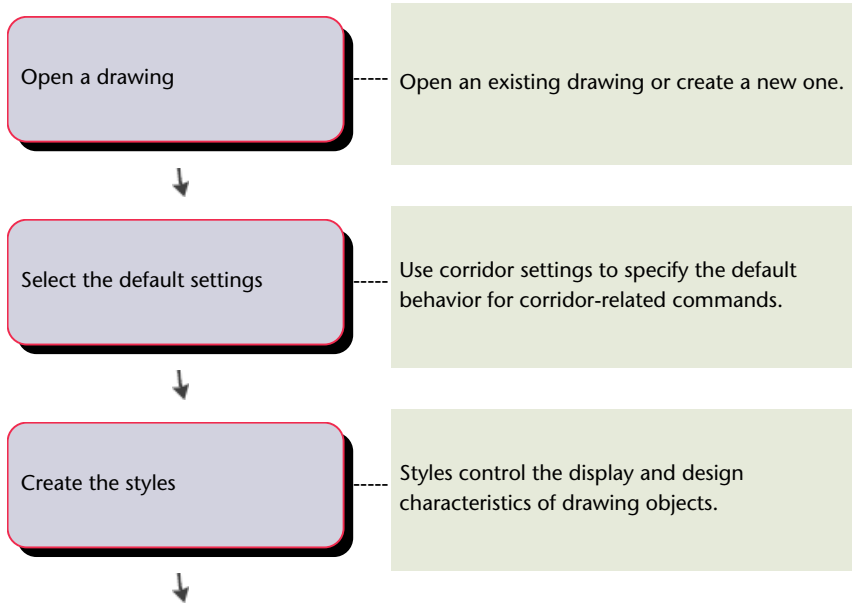 Open a drawing
Open an existing drawing or create a new one.
Select the default settings
Use corridor settings to specify the default
behavior for corridor-related commands.
Create the styles
Styles control the display and design
characteristics of drawing objects.